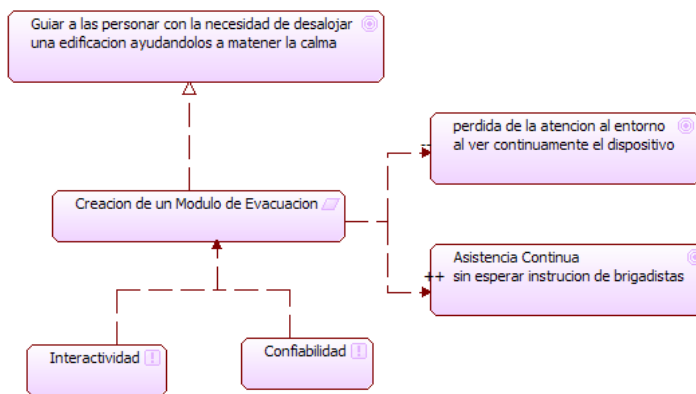 Guiar a las personar con la necesidad de desalojar
una edificacion ayudandolos a matener la calma
perdida de la atencion al entorno
-- al ver continuamente el dispositivo
Creacion de un Modulo de Evacuacion
Asistencia Continua
++ sin esperar instrucion de brigadistas
Interactividad
Confiabilidad